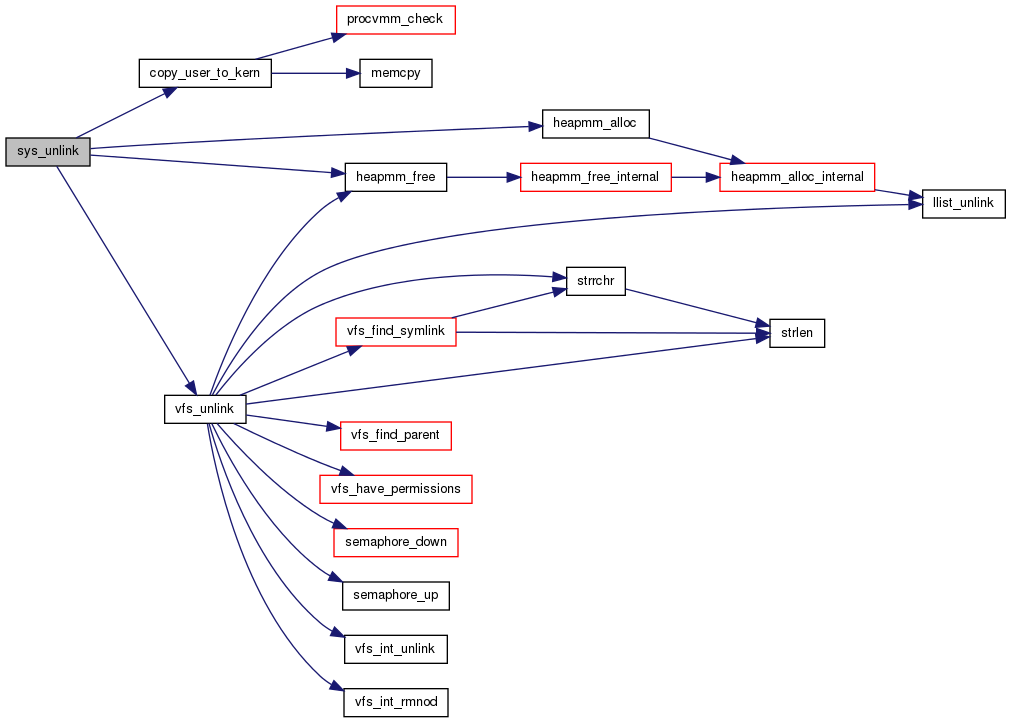 procvmm_check
copy_user_to_kern
memcpy
heapmm_alloc
sys_unlink
heapmm_free
heapmm_free_internal
heapmm_alloc_internal
llist_unlink
strrchr
vfs_find_symlink
strlen
vfs_unlink
vfs_find_parent
vfs_have_permissions
semaphore_down
semaphore_up
vfs_int_unlink
vfs_int_rmnod